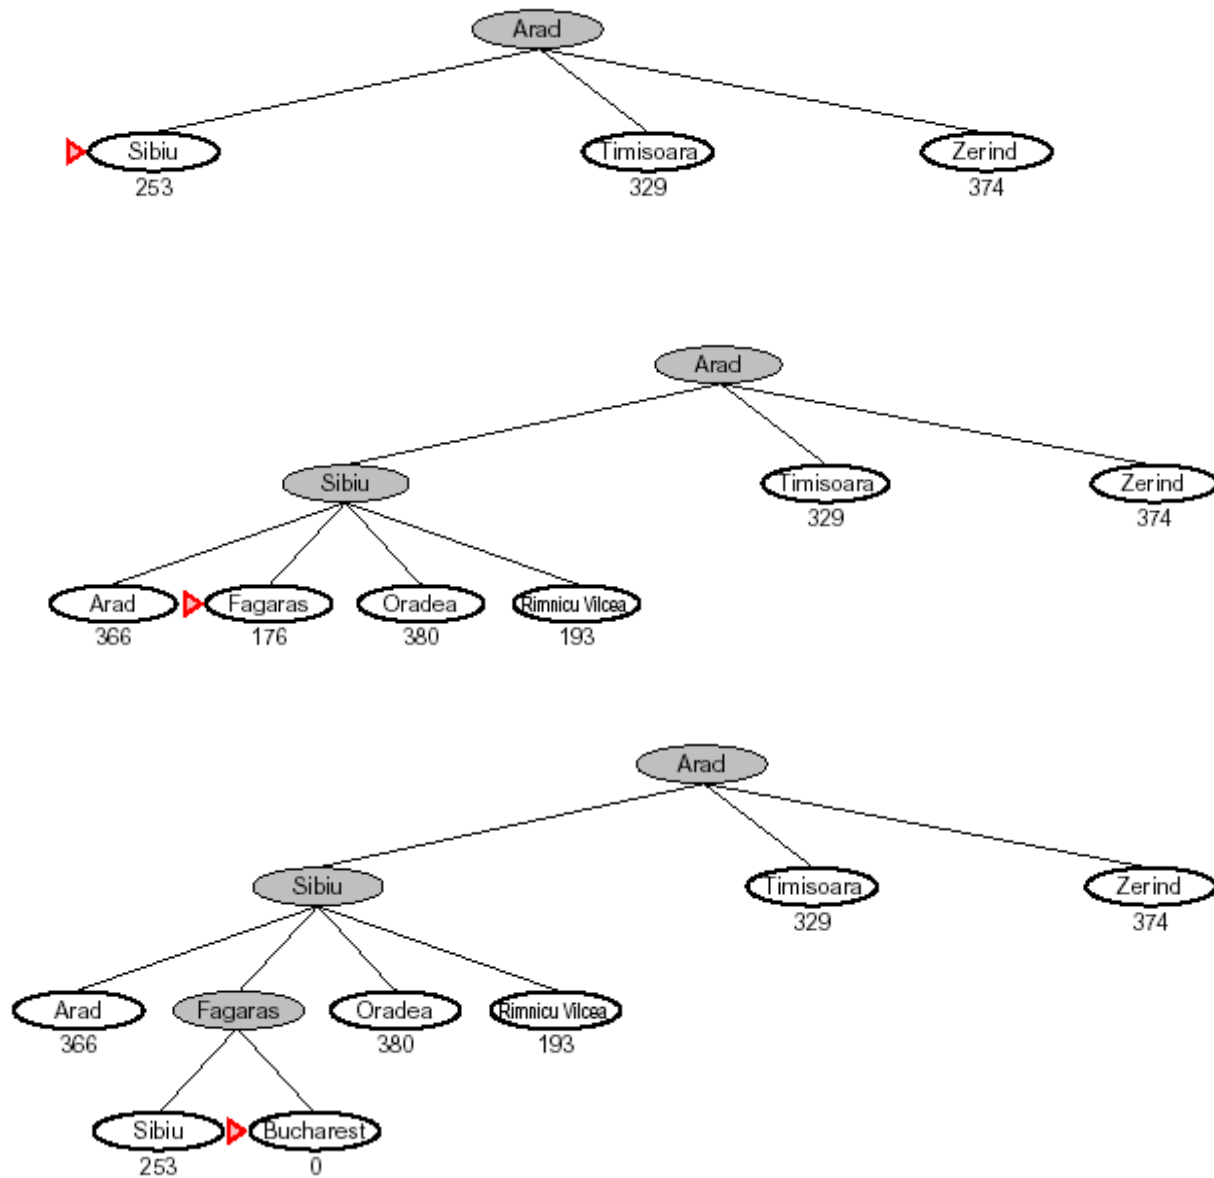 Arad
Sibiu Timisoara Zerind
253 329 374
Arad
Sibiu Timisoara Zerind
329 374
Arad Fagaras Oradea Rimnicu Vilcea
366 176 380 193
Arad
Sibiu Timisoara Zerind
329 374
Arad Fagaras Oradea Rimnicu Vilcea
366 380 193
Sibiu Bucharest
253 0